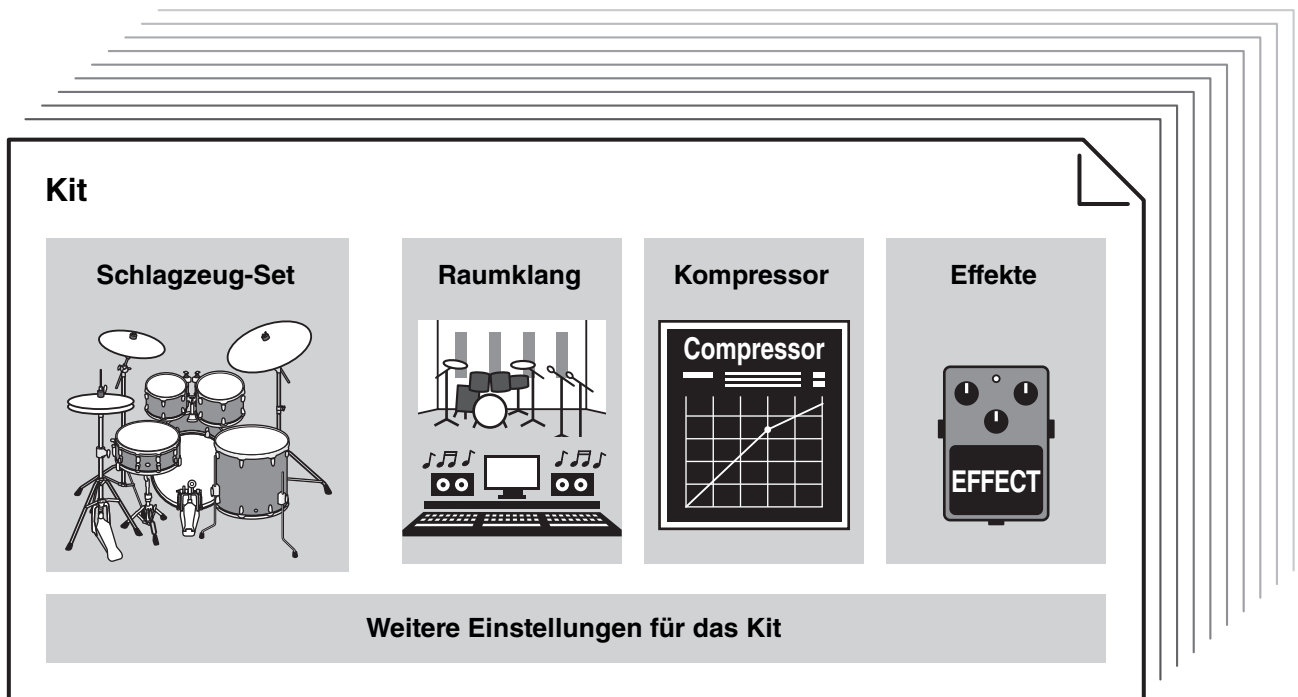 Kit
Schlagzeug-Set
Raumklang
Kompressor
Effekte
Compressor
EFFECT
Weitere Einstellungen für das Kit